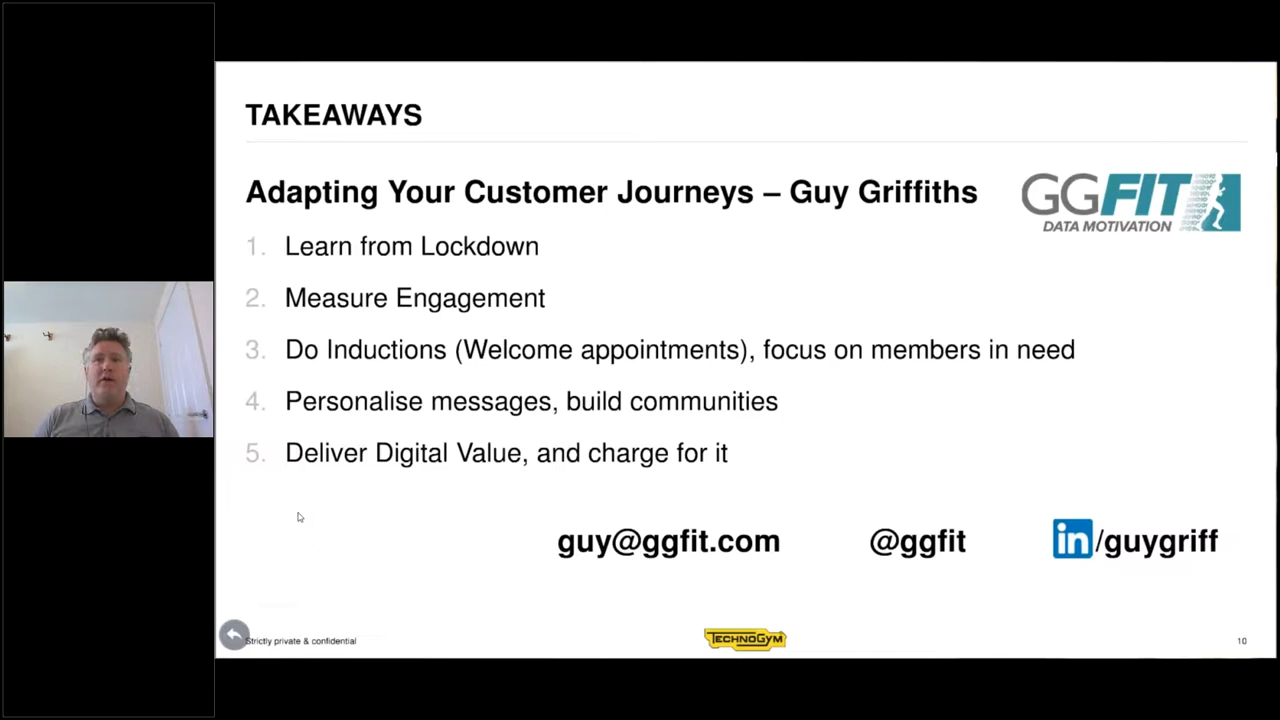 TAKEAWAYS
Adapting Your Customer Journeys – Guy Griffiths
GGFIT
DATA MOTIVATION
1. Learn from Lockdown
2. Measure Engagement
3. Do Inductions (Welcome appointments), focus on members in need
4. Personalise messages, build communities
5. Deliver Digital Value, and charge for it
guy@ggfit.com @ggfit in/guygriff
Strictly private & confidential TECHNOGYM 10